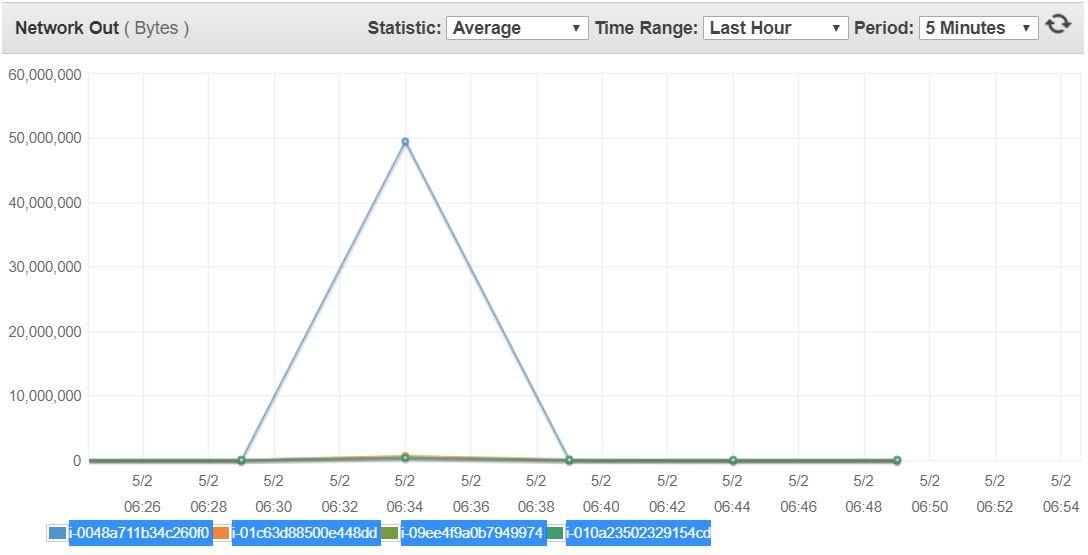 Network Out ( Bytes ) Statistic: Average Time Range: Last Hour Period: 5 Minutes
60,000,000
50,000,000
40,000,000
30,000,000
20,000,000
10,000,000
0
5/2 5/2 5/2 5/2 5/2 5/2 5/2 5/2 5/2 5/2 5/2 5/2 5/2 5/2 5/2
06:26 06:28 06:30 06:32 06:34 06:36 06:38 06:40 06:42 06:44 06:46 06:48 06:50 06:52 06:54
i-0048a711b34c260f0 i-01c63d88500e448dd i-09ee4f9a0b7949974 i-010a23502329154cd